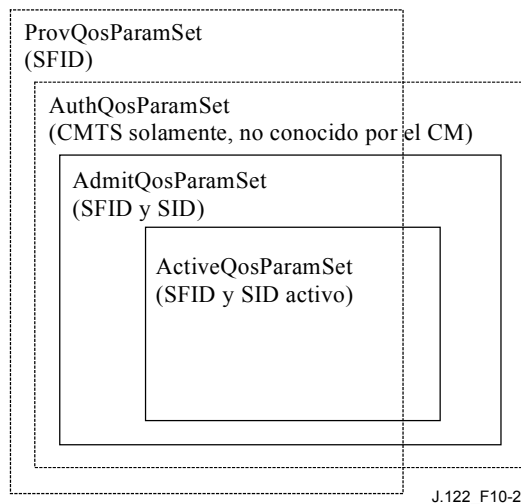 ProvQosParamSet
(SFID)
AuthQosParamSet
(CMTS solamente, no conocido por el CM)
AdmitQosParamSet
(SFID y SID)
ActiveQosParamSet
(SFID y SID activo)
J.122_F10-2